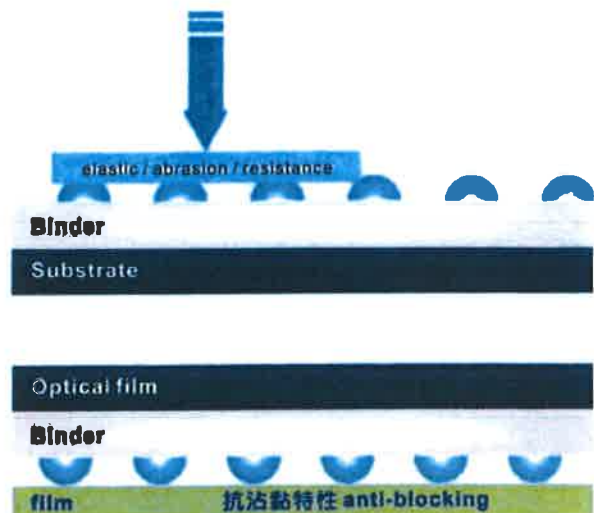 elastic / abrasion / resistance
Binder
Substrate
Optical film
Binder
film 抗沾黏特性 anti-blocking